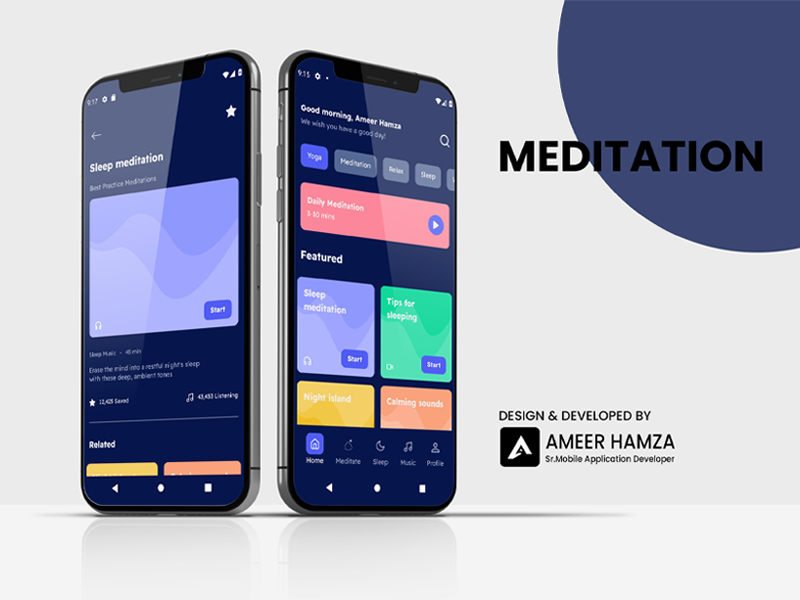 9:17
Sleep meditation
Best Practice Meditations
Start
Sleep Music - 45 min
Erase the mind into a restful night's sleep
with these deep, ambient tones
12,425 Saved
43,493 Listening
Related
9:15
Good morning, Ameer Hamza
We wish you have a good day!
Yoga
Meditation
Relax
Sleep
Daily Meditation
3-20 mins
Featured
Sleep
meditation
Start
Tips for
sleeping
Start
Night island
Calming sounds
Home
Meditate
Sleep
Music
Profile
MEDITATION
DESIGN & DEVELOPED BY
AMEER HAMZA
Sr.Mobile Application Developer